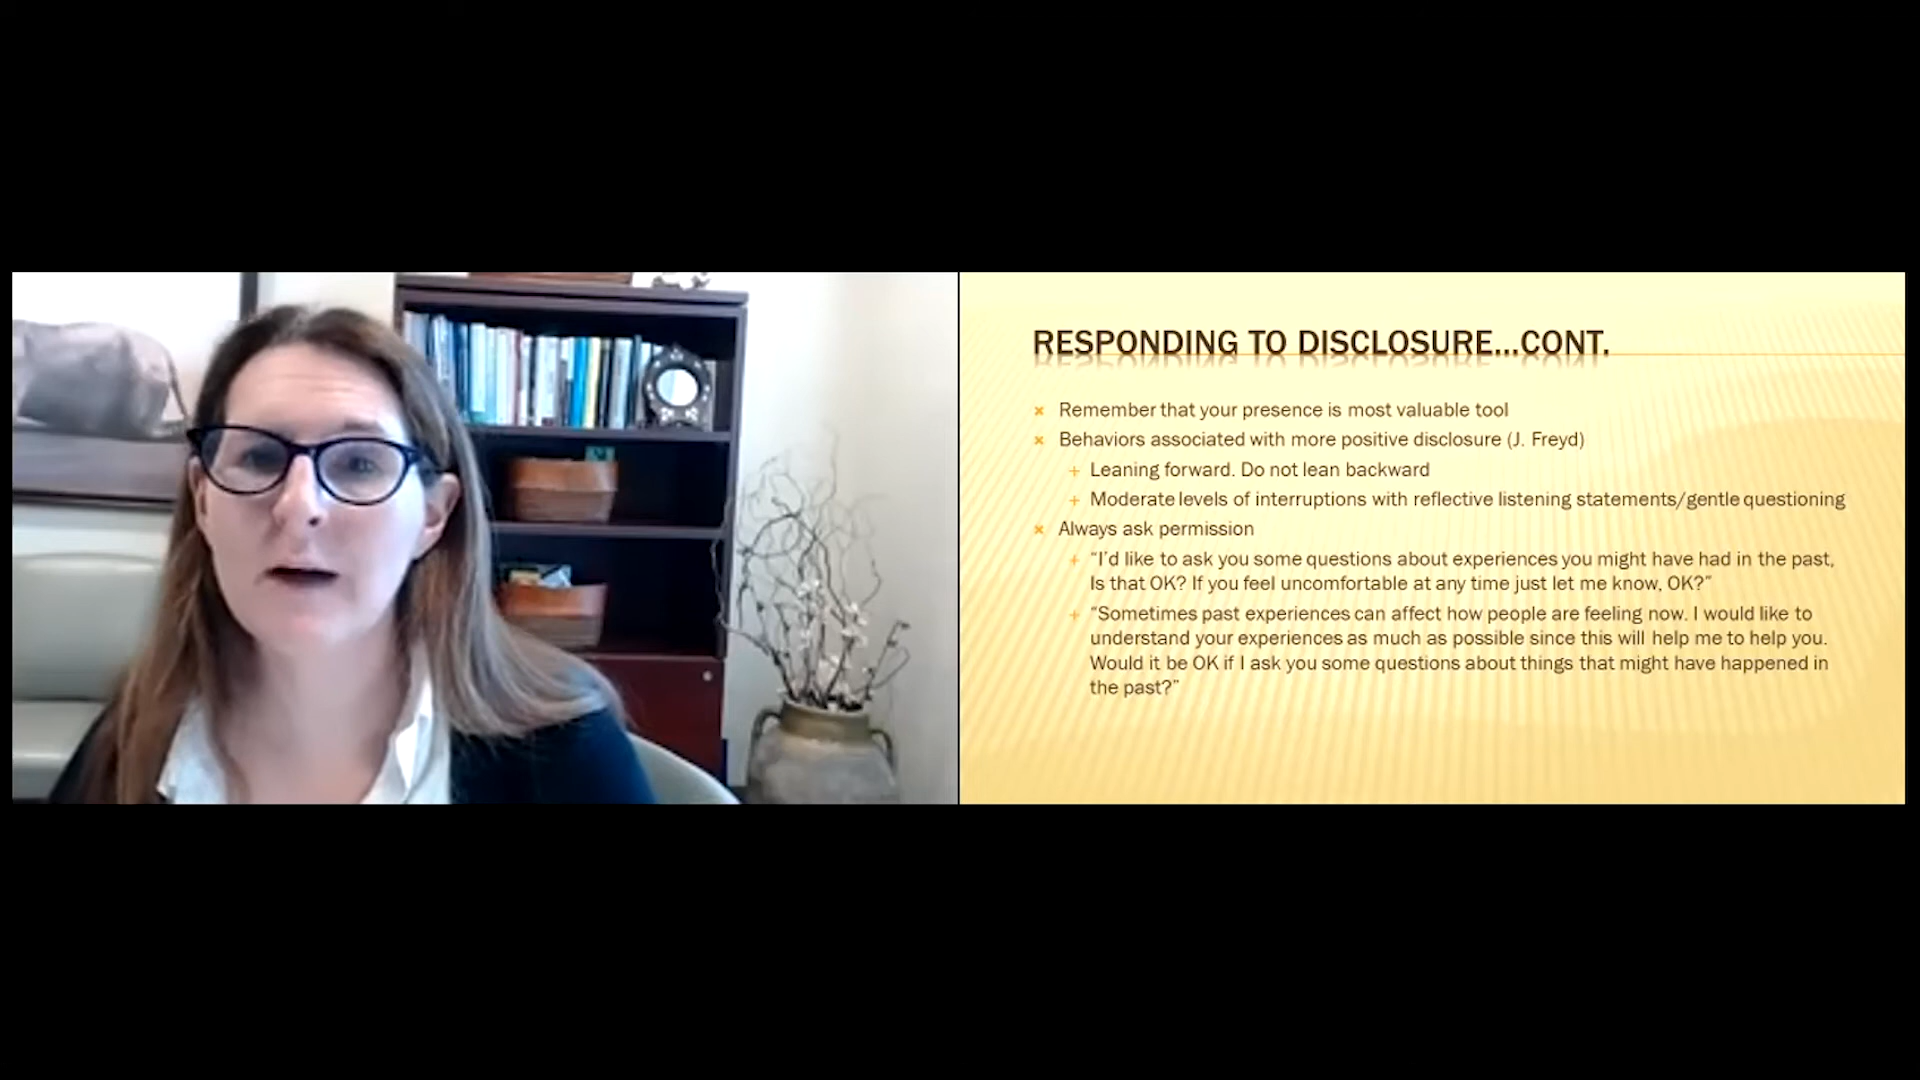 RESPONDING TO DISCLOSURE...CONT.
Remember that your presence is most valuable tool
Behaviors associated with more positive disclosure (J. Freyd)
Leaning forward. Do not lean backward
Moderate levels of interruptions with reflective listening statements/gentle questioning
Always ask permission
“I’d like to ask you some questions about experiences you might have had in the past,
Is that OK? If you feel uncomfortable at any time just let me know, OK?”
“Sometimes past experiences can affect how people are feeling now. I would like to
understand your experiences as much as possible since this will help me to help you.
Would it be OK if I ask you some questions about things that might have happened in
the past?”